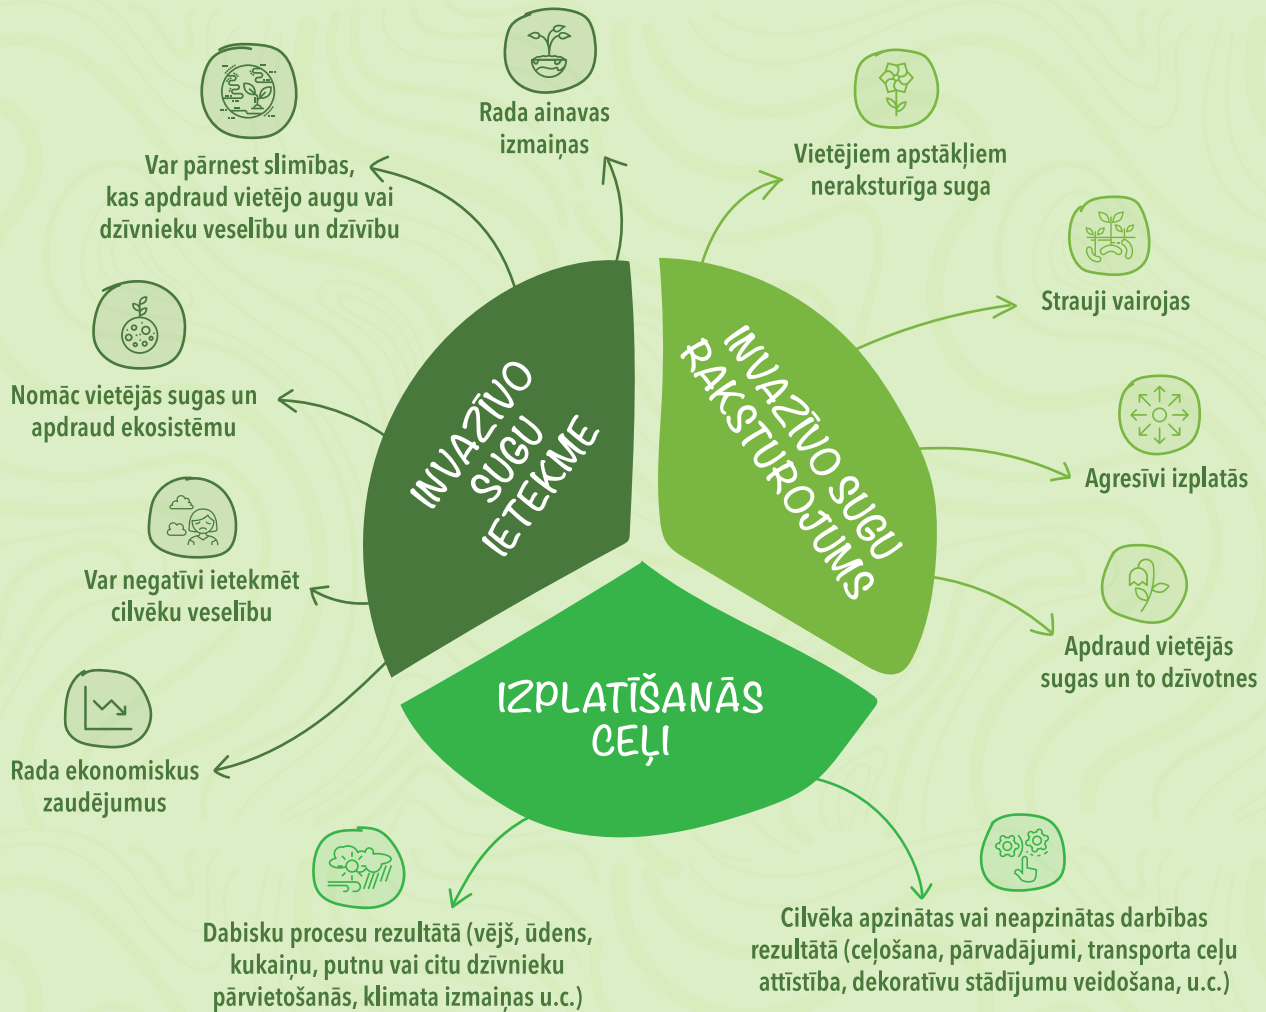 Rada ainavas
izmaiņas
Var pārnest slimības,
kas apdraud vietējo augu vai
dzīvnieku veselību un dzīvību
Nomāc vietējās sugas un
apdraud ekosistēmu
Var negatīvi ietekmēt
cilvēku veselību
Rada ekonomiskus
zaudējumus
INVAZĪVO
SUGU
IETEKME
INVAZĪVO SUGU
RAKSTUROJUMS
Vietējiem apstākļiem
neraksturīga suga
Strauji vairojas
Agresīvi izplatās
Apdraud vietējās
sugas un to dzīvotnes
IZPLATĪŠANĀS
CEĻI
Dabisku procesu rezultātā (vējš, ūdens,
kukaiņu, putnu vai citu dzīvnieku
pārvietošanās, klimata izmaiņas u.c.)
Cilvēka apzinātas vai neapzinātas darbības
rezultātā (ceļošana, pārvadājumi, transporta ceļu
attīstība, dekoratīvu stādījumu veidošana, u.c.)